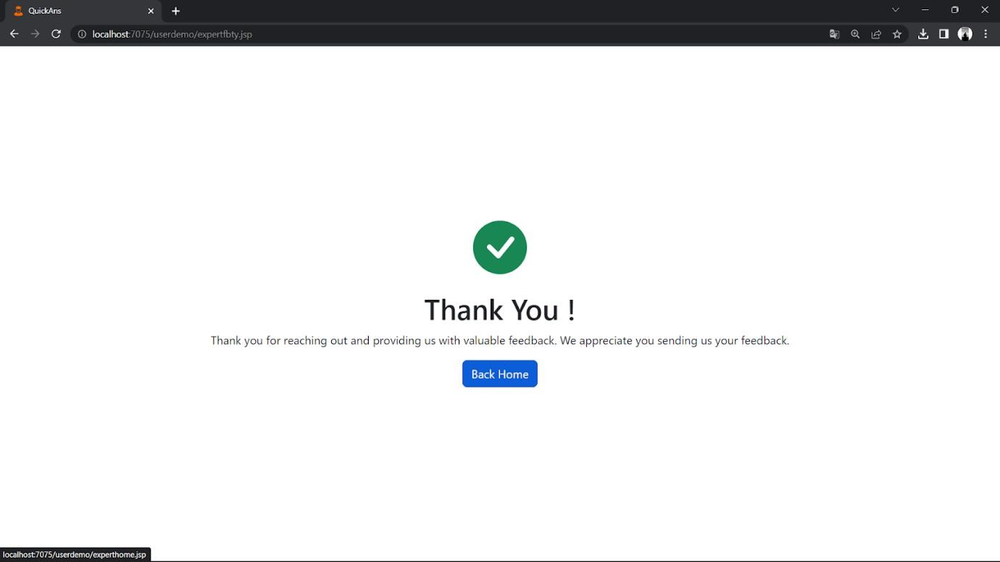 QuickAns
localhost:7075/userdemo/expertfbty.jsp
Thank You !
Thank you for reaching out and providing us with valuable feedback. We appreciate you sending us your feedback.
Back Home
localhost:7075/userdemo/experthome.jsp